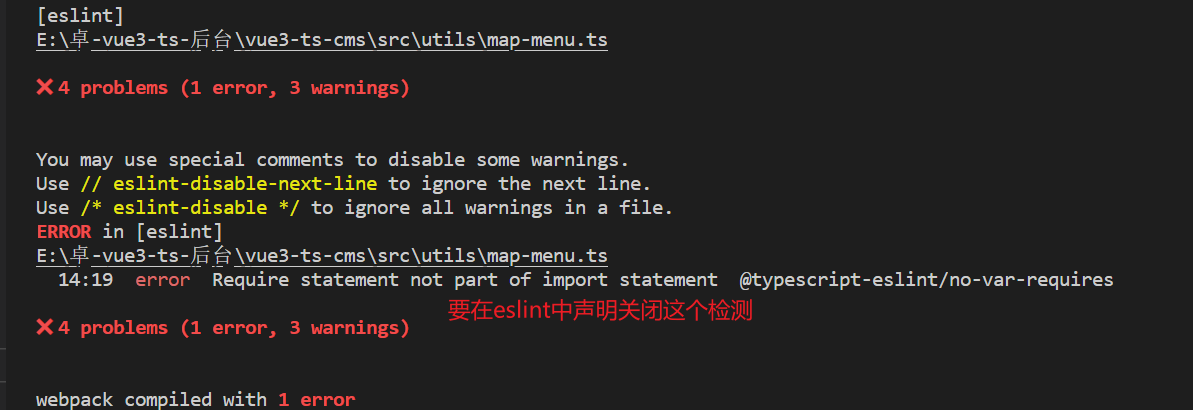 [eslint]
E:\卓-vue3-ts-后台\vue3-ts-cms\src\utils\map-menu.ts
❌ 4 problems (1 error, 3 warnings)
You may use special comments to disable some warnings.
Use // eslint-disable-next-line to ignore the next line.
Use /* eslint-disable */ to ignore all warnings in a file.
ERROR in [eslint]
E:\卓-vue3-ts-后台\vue3-ts-cms\src\utils\map-menu.ts
14:19  error  Require statement not part of import statement  @typescript-eslint/no-var-requires
要在eslint中声明关闭这个检测
❌ 4 problems (1 error, 3 warnings)
webpack compiled with 1 error